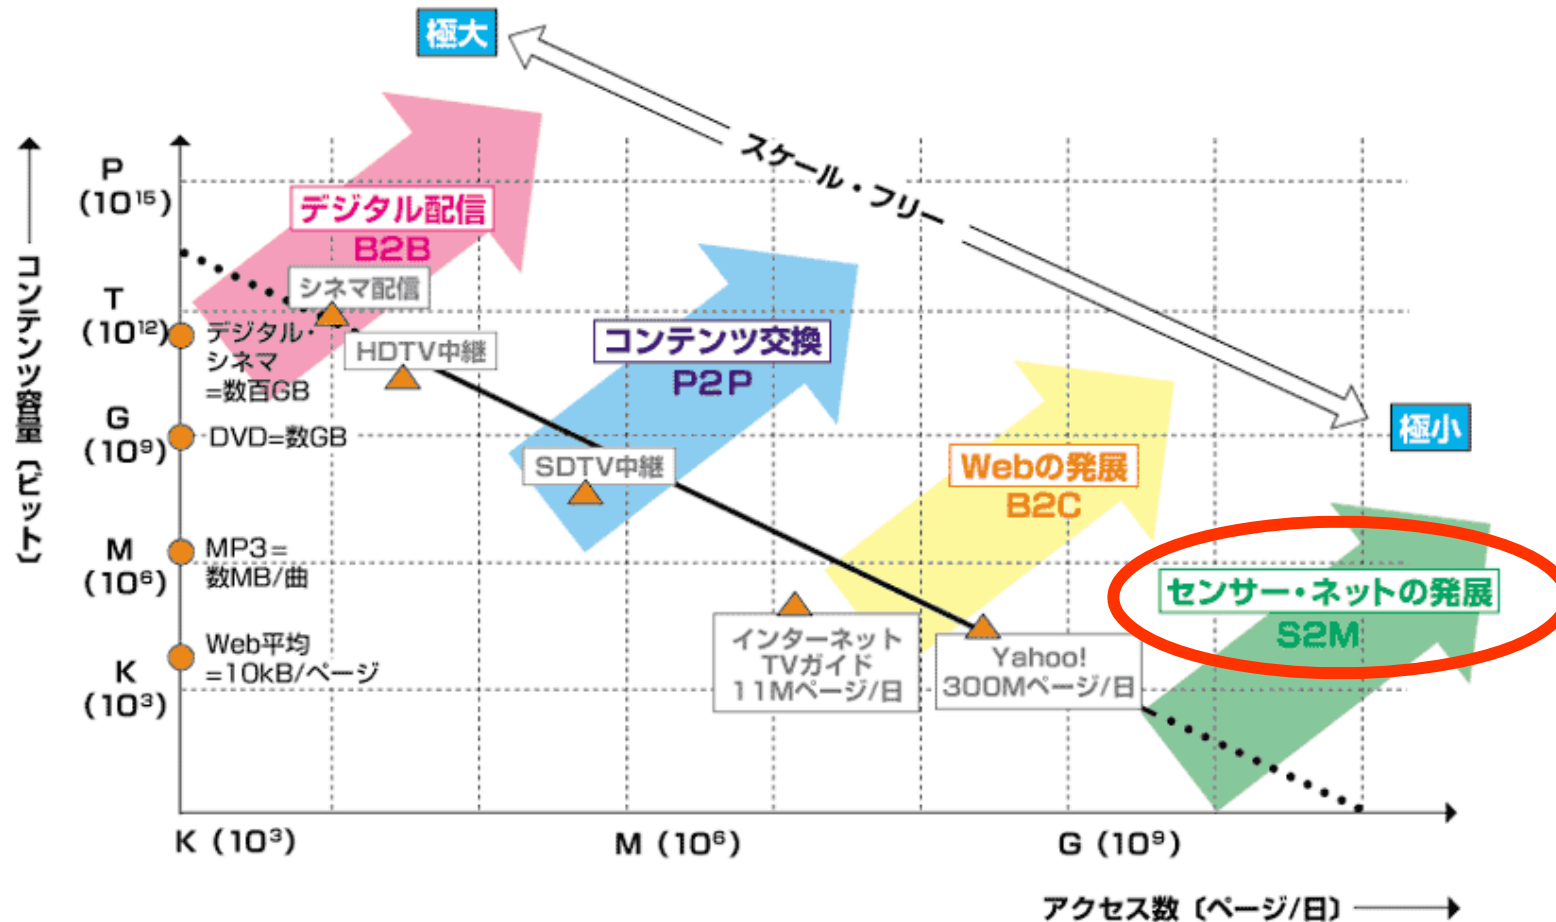 極大
スケール・フリー
極小
コンテンツ容量〔ビット〕
P
(10¹⁵)
T
(10¹²)
G
(10⁹)
M
(10⁶)
K
(10³)
デジタル配信
B2B
シネマ配信
デジタル・
シネマ
=数百GB
HDTV中継
DVD=数GB
コンテンツ交換
P2P
SDTV中継
MP3=
数MB/曲
Web平均
=10kB/ページ
Webの発展
B2C
インターネット
TVガイド
11Mページ/日
Yahoo!
300Mページ/日
センサー・ネットの発展
S2M
K (10³)
M (10⁶)
G (10⁹)
アクセス数〔ページ/日〕